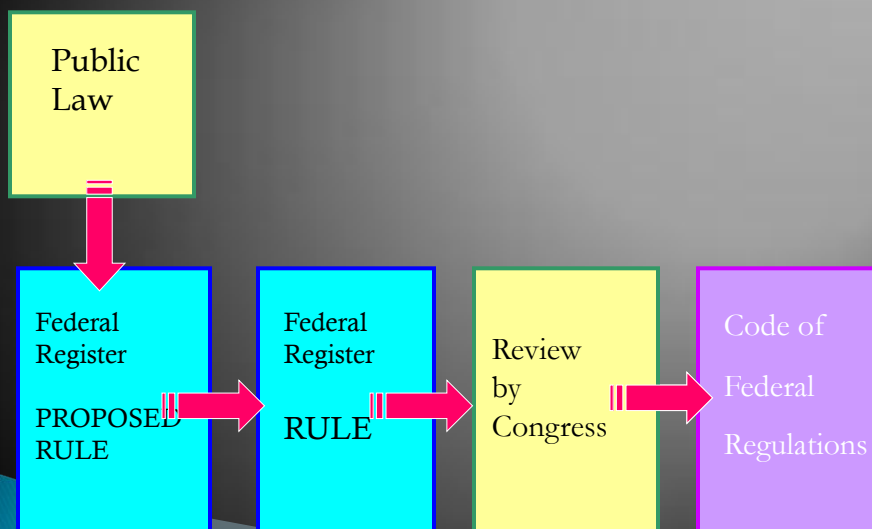 Public
Law
Federal
Register
PROPOSED
RULE
Federal
Register
RULE
Review
by
Congress
Code of
Federal
Regulations